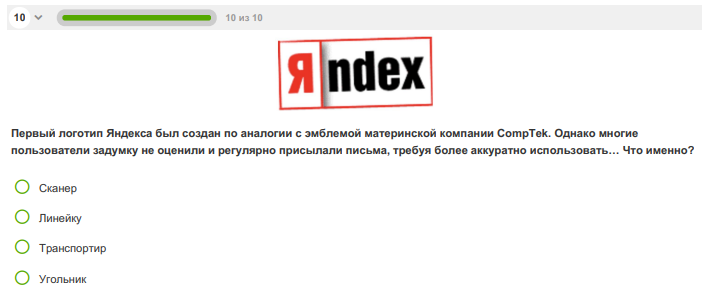 10
10 из 10
Яndex
Первый логотип Яндекса был создан по аналогии с эмблемой материнской компании CompTek. Однако многие
пользователи задумку не оценили и регулярно присылали письма, требуя более аккуратно использовать… Что именно?
Сканер
Линейку
Транспортир
Угольник